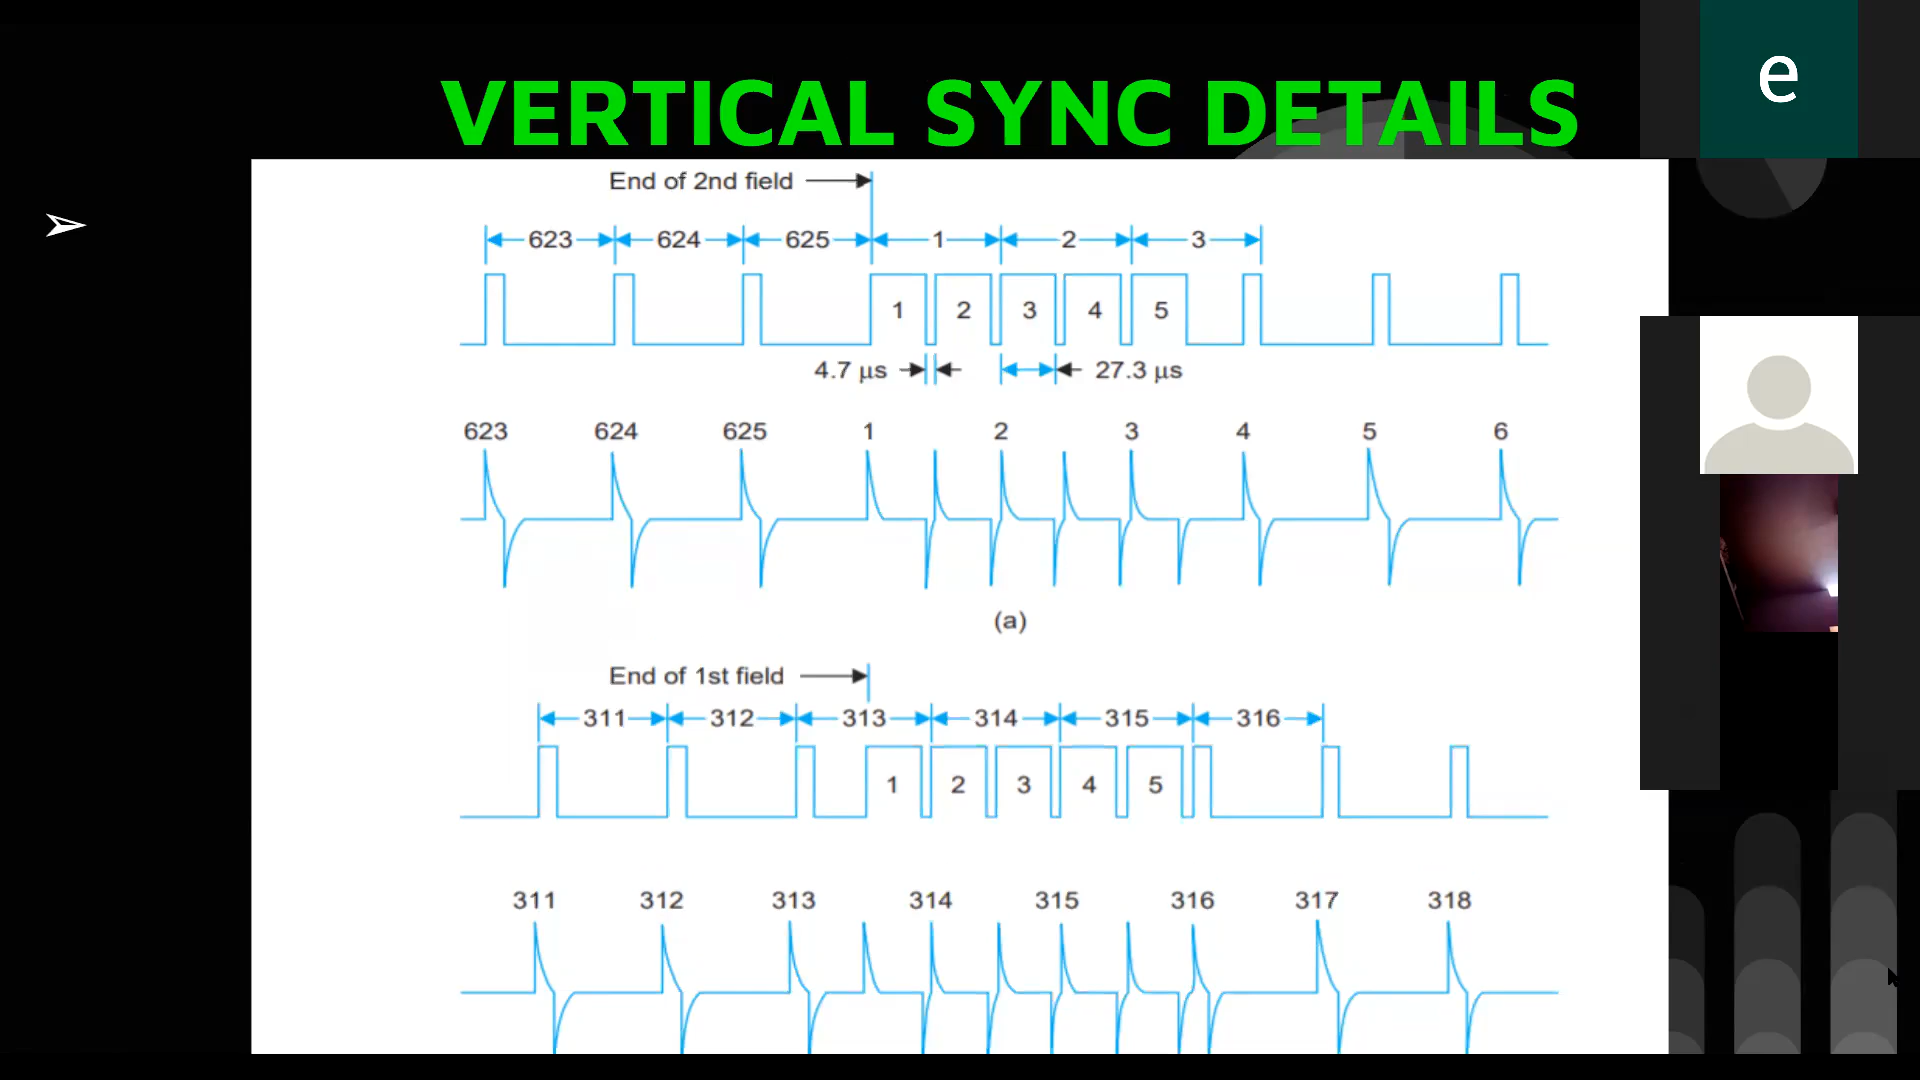 VERTICAL SYNC DETAILS
e
End of 2nd field
623 624 625 1 2 3
1 2 3 4 5
4.7 μs 27.3 μs
623 624 625 1 2 3 4 5 6
(a)
End of 1st field
311 312 313 314 315 316
1 2 3 4 5
311 312 313 314 315 316 317 318